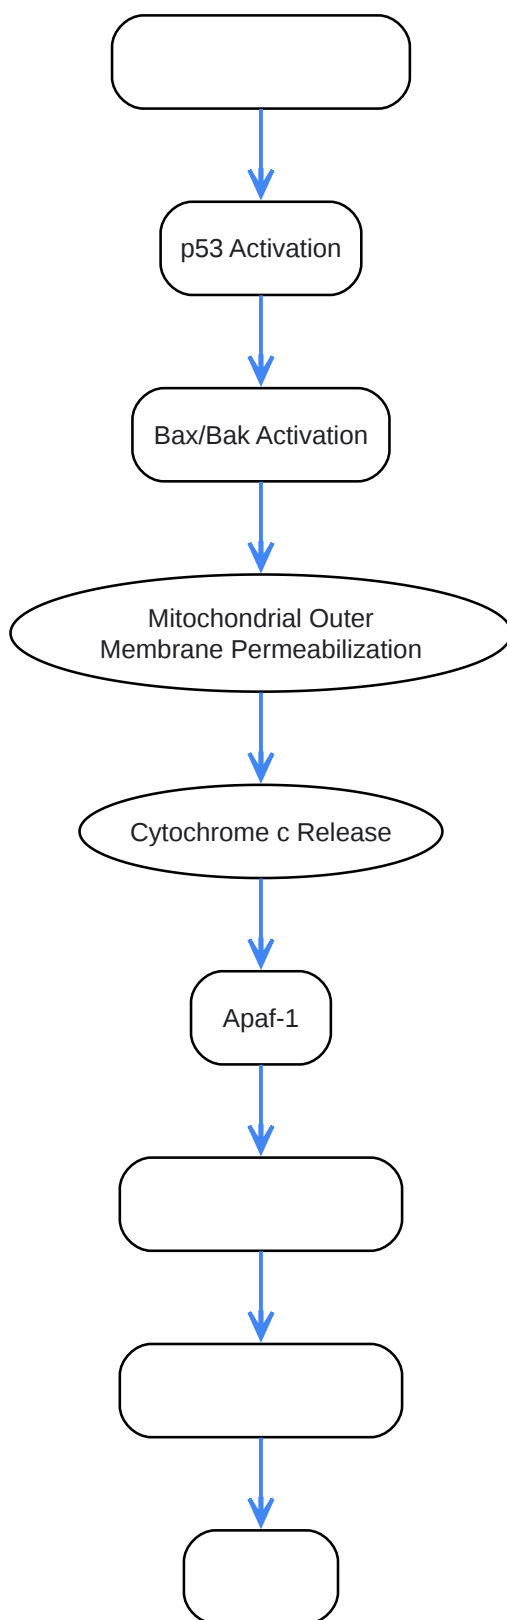 p53 Activation
Bax/Bak Activation
Mitochondrial Outer
Membrane Permeabilization
Cytochrome c Release
Apaf-1